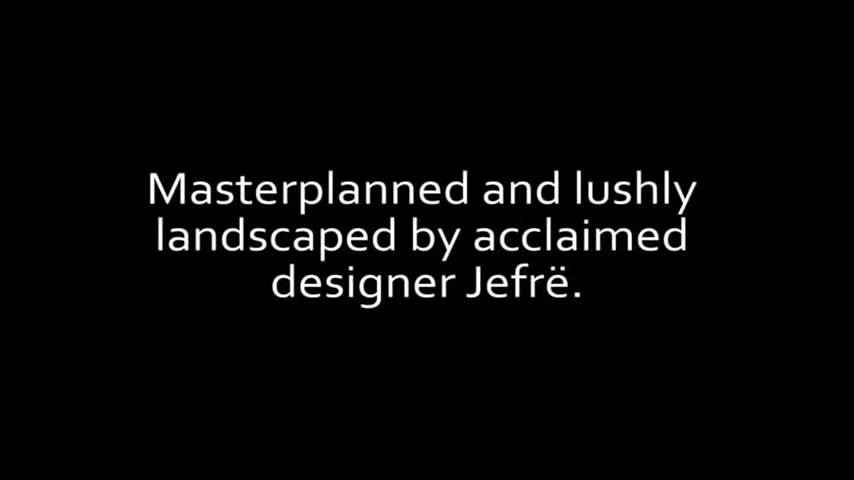 Masterplanned and lushly
landscaped by acclaimed
designer Jefrë.